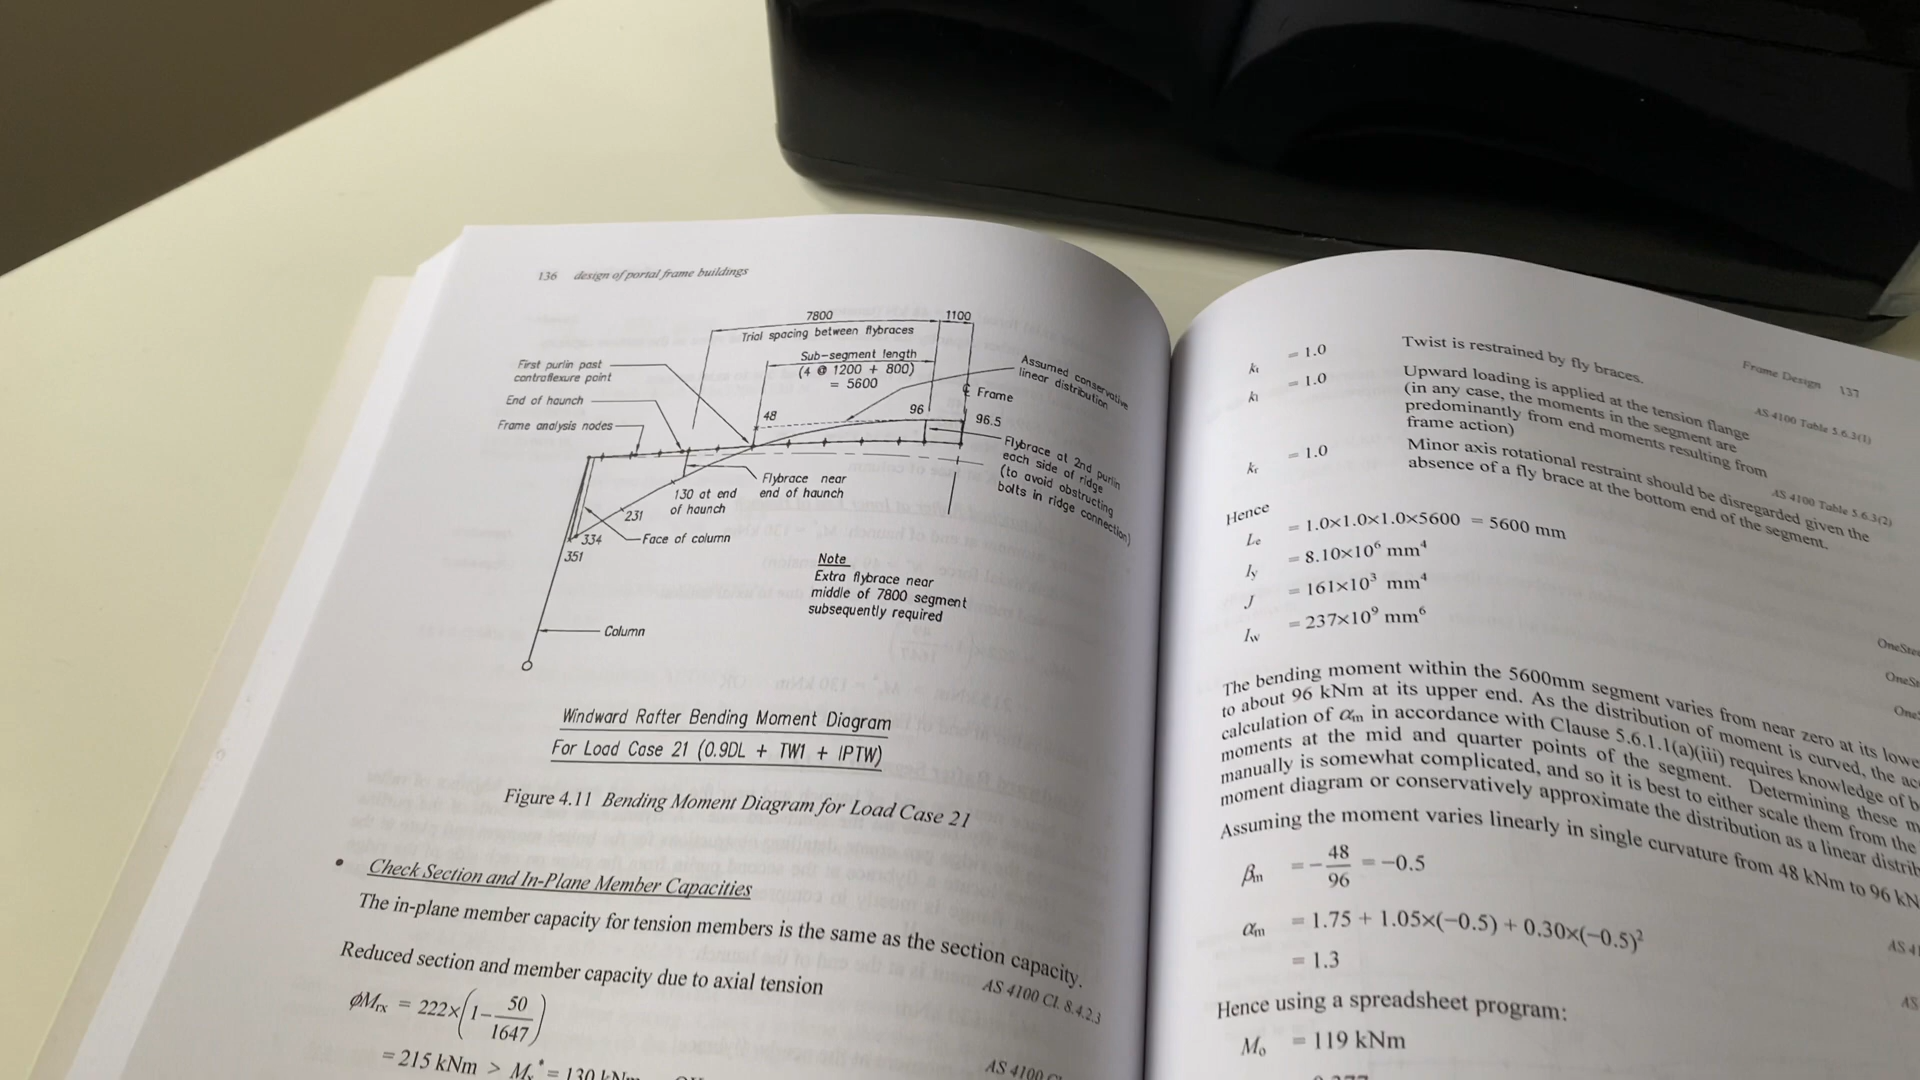 136 design of portal frame buildings
7800
1100
Trial spacing between flybraces
Sub-segment length
(4 @ 1200 + 800)
= 5600
First purlin past
contraflexure point
End of haunch
Frame analysis nodes
Assumed conservative
linear distribution
℄ Frame
48
96
96.5
Flybrace at 2nd purlin
each side of ridge
(to avoid obstructing
bolts in ridge connection)
Flybrace near
end of haunch
130 at end
of haunch
231
334
351
Face of column
Note
Extra flybrace near
middle of 7800 segment
subsequently required
Column
Windward Rafter Bending Moment Diagram
For Load Case 21 (0.9DL + TW1 + IPTW)
Figure 4.11 Bending Moment Diagram for Load Case 21
• Check Section and In-Plane Member Capacities
The in-plane member capacity for tension members is the same as the section capacity.
AS 4100 Cl. 8.4.2.3
Reduced section and member capacity due to axial tension
øMrx = 222×(1-50/1647)
= 215 kNm > Mx* = 130 kNm
AS 4100
Frame Design 137
kt = 1.0 Twist is restrained by fly braces.
AS 4100 Table 5.6.3(1)
kl = 1.0 Upward loading is applied at the tension flange
(in any case, the moments in the segment are
predominantly from end moments resulting from
frame action)
AS 4100 Table 5.6.3(2)
kr = 1.0 Minor axis rotational restraint should be disregarded given the
absence of a fly brace at the bottom end of the segment.
Hence
Le = 1.0×1.0×1.0×5600 = 5600 mm
Iy = 8.10×10⁶ mm⁴
J = 161×10³ mm⁴
Iw = 237×10⁹ mm⁶
The bending moment within the 5600mm segment varies from near zero at its
to about 96 kNm at its upper end. As the distribution of moment is curved, the
calculation of αm in accordance with Clause 5.6.1.1(a)(iii) requires knowledge of
moments at the mid and quarter points of the segment. Determining these
manually is somewhat complicated, and so it is best to either scale them from the
moment diagram or conservatively approximate the distribution as a linear
Assuming the moment varies linearly in single curvature from 48 kNm to 96
βm = -48/96 = -0.5
αm = 1.75 + 1.05×(-0.5) + 0.30×(-0.5)²
= 1.3
Hence using a spreadsheet program:
Mo = 119 kNm